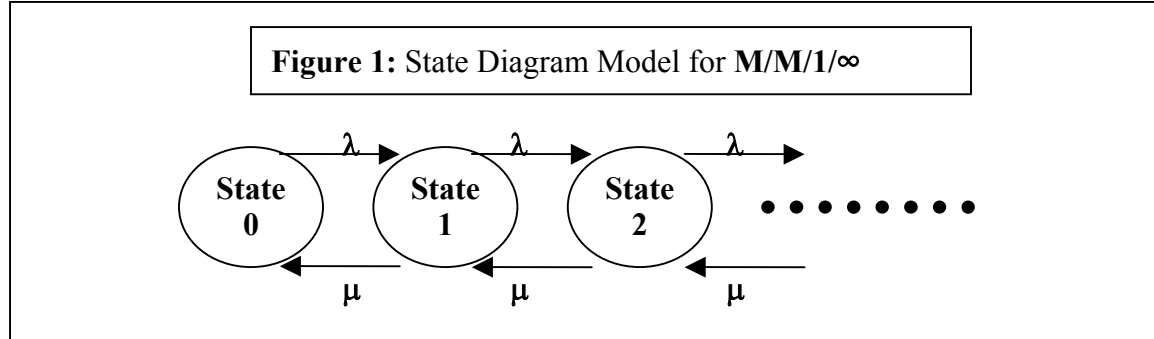 Figure 1: State Diagram Model for M/M/1/∞
λ λ λ
State State State
0 1 2
μ μ μ